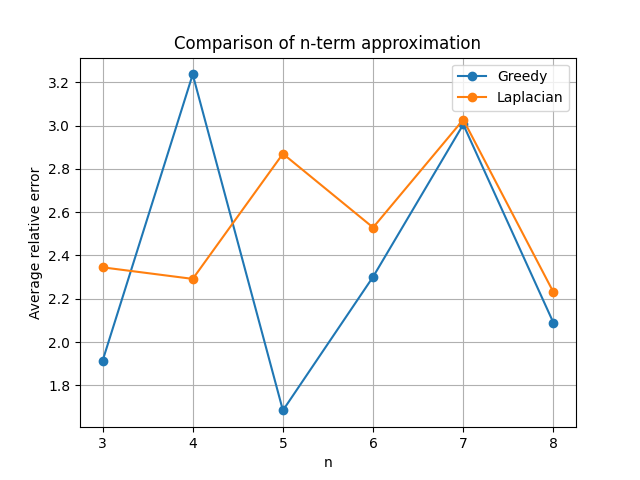 Comparison of n-term approximation
Greedy
Laplacian
Average relative error
3.2
3.0
2.8
2.6
2.4
2.2
2.0
1.8
3 4 5 6 7 8
n